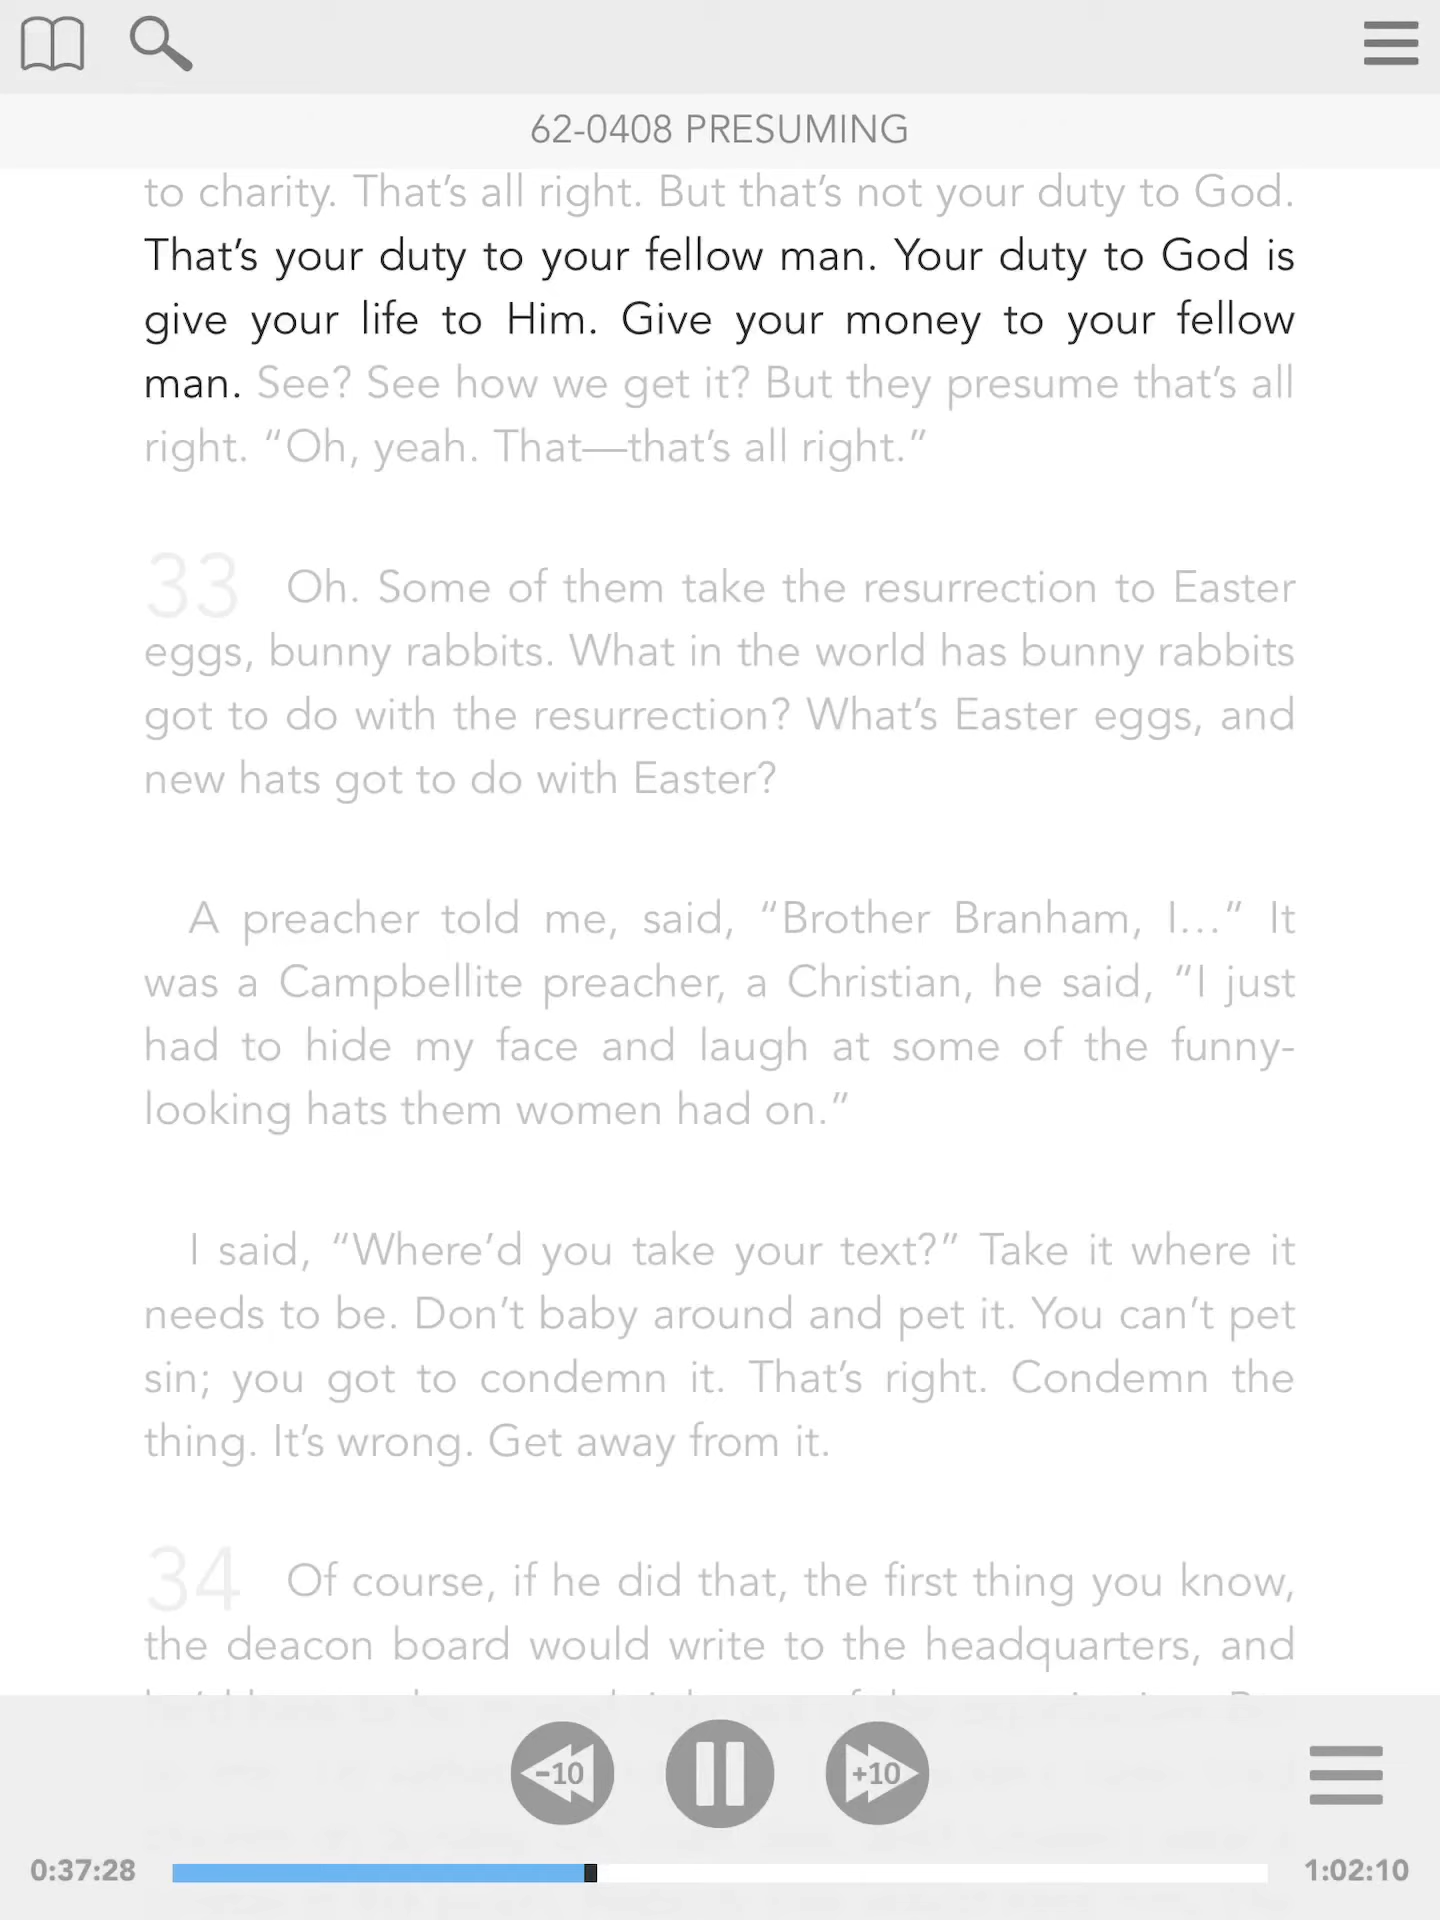 62-0408 PRESUMING
to charity. That’s all right. But that’s not your duty to God.
That’s your duty to your fellow man. Your duty to God is
give your life to Him. Give your money to your fellow
man. See? See how we get it? But they presume that’s all
right. “Oh, yeah. That—that’s all right.”
33 Oh. Some of them take the resurrection to Easter
eggs, bunny rabbits. What in the world has bunny rabbits
got to do with the resurrection? What’s Easter eggs, and
new hats got to do with Easter?
A preacher told me, said, “Brother Branham, I…” It
was a Campbellite preacher, a Christian, he said, “I just
had to hide my face and laugh at some of the funny-
looking hats them women had on.”
I said, “Where’d you take your text?” Take it where it
needs to be. Don’t baby around and pet it. You can’t pet
sin; you got to condemn it. That’s right. Condemn the
thing. It’s wrong. Get away from it.
34 Of course, if he did that, the first thing you know,
the deacon board would write to the headquarters, and
-10 +10
0:37:28 1:02:10